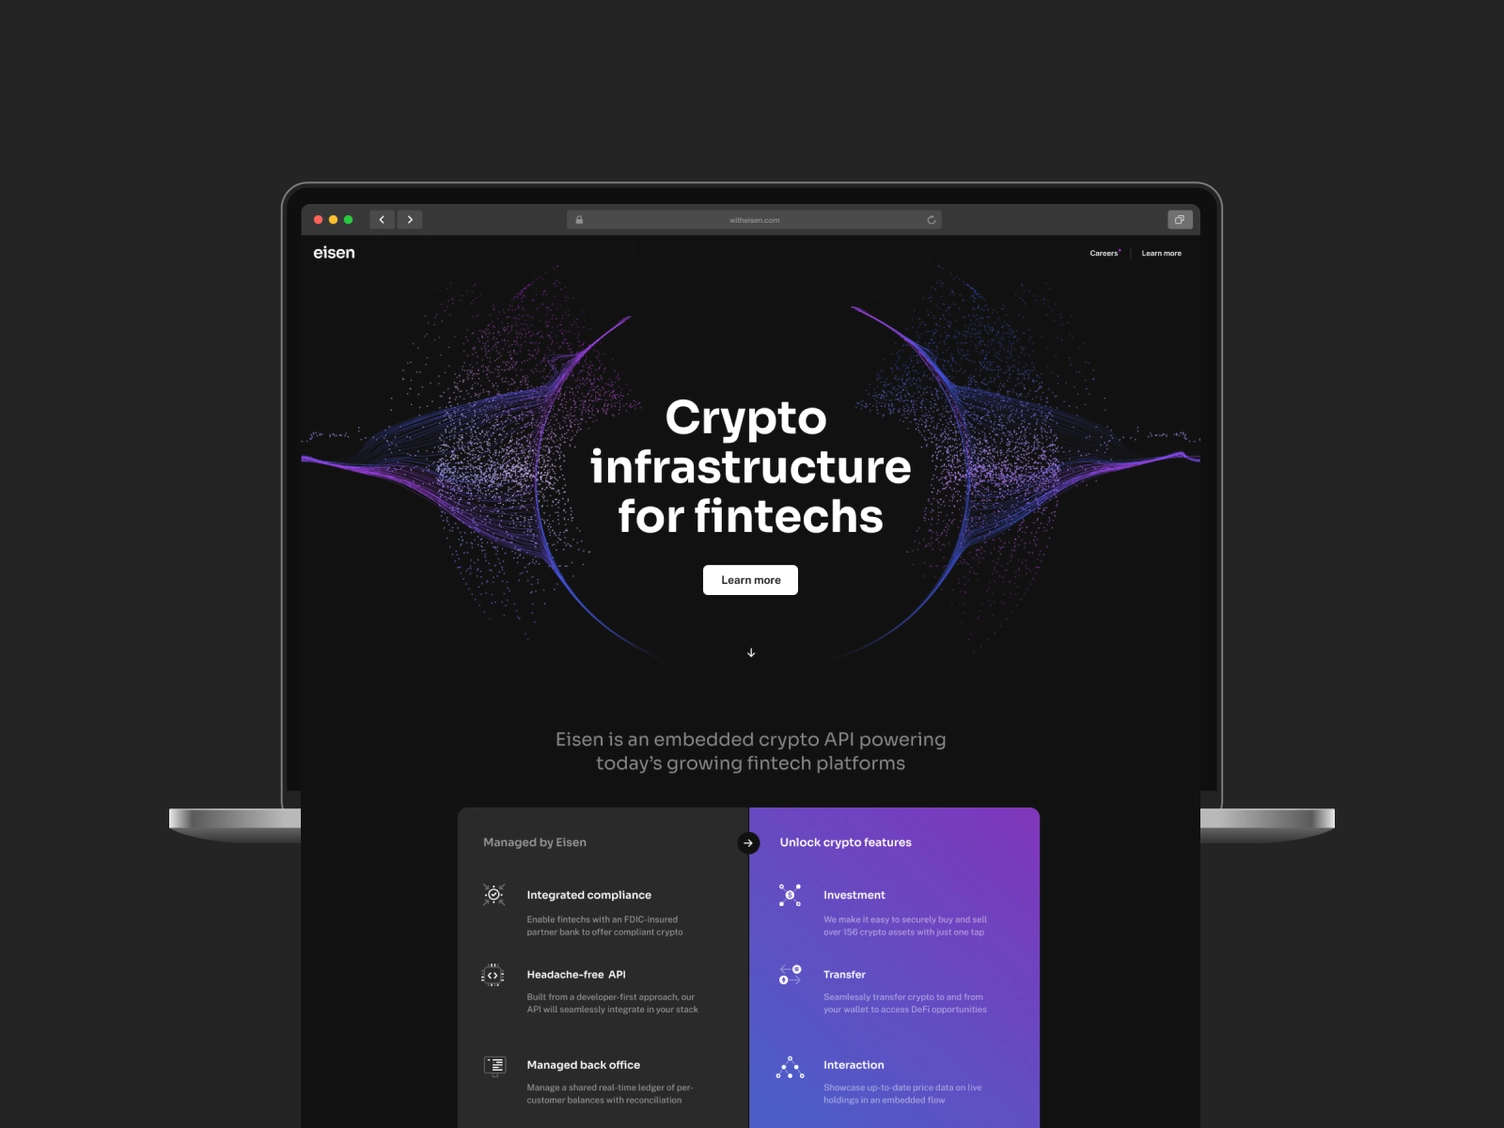 witheisen.com
eisen
Careers
Learn more
Crypto
infrastructure
for fintechs
Learn more
Eisen is an embedded crypto API powering
today's growing fintech platforms
Managed by Eisen
Integrated compliance
Enable fintechs with an FDIC-insured
partner bank to offer compliant crypto
Headache-free API
Built from a developer-first approach, our
API will seamlessly integrate in your stack
Managed back office
Manage a shared real-time ledger of per-
customer balances with reconciliation
Unlock crypto features
Investment
We make it easy to securely buy and sell
over 156 crypto assets with just one tap
Transfer
Seamlessly transfer crypto to and from
your wallet to access DeFi opportunities
Interaction
Showcase up-to-date price data on live
holdings in an embedded flow